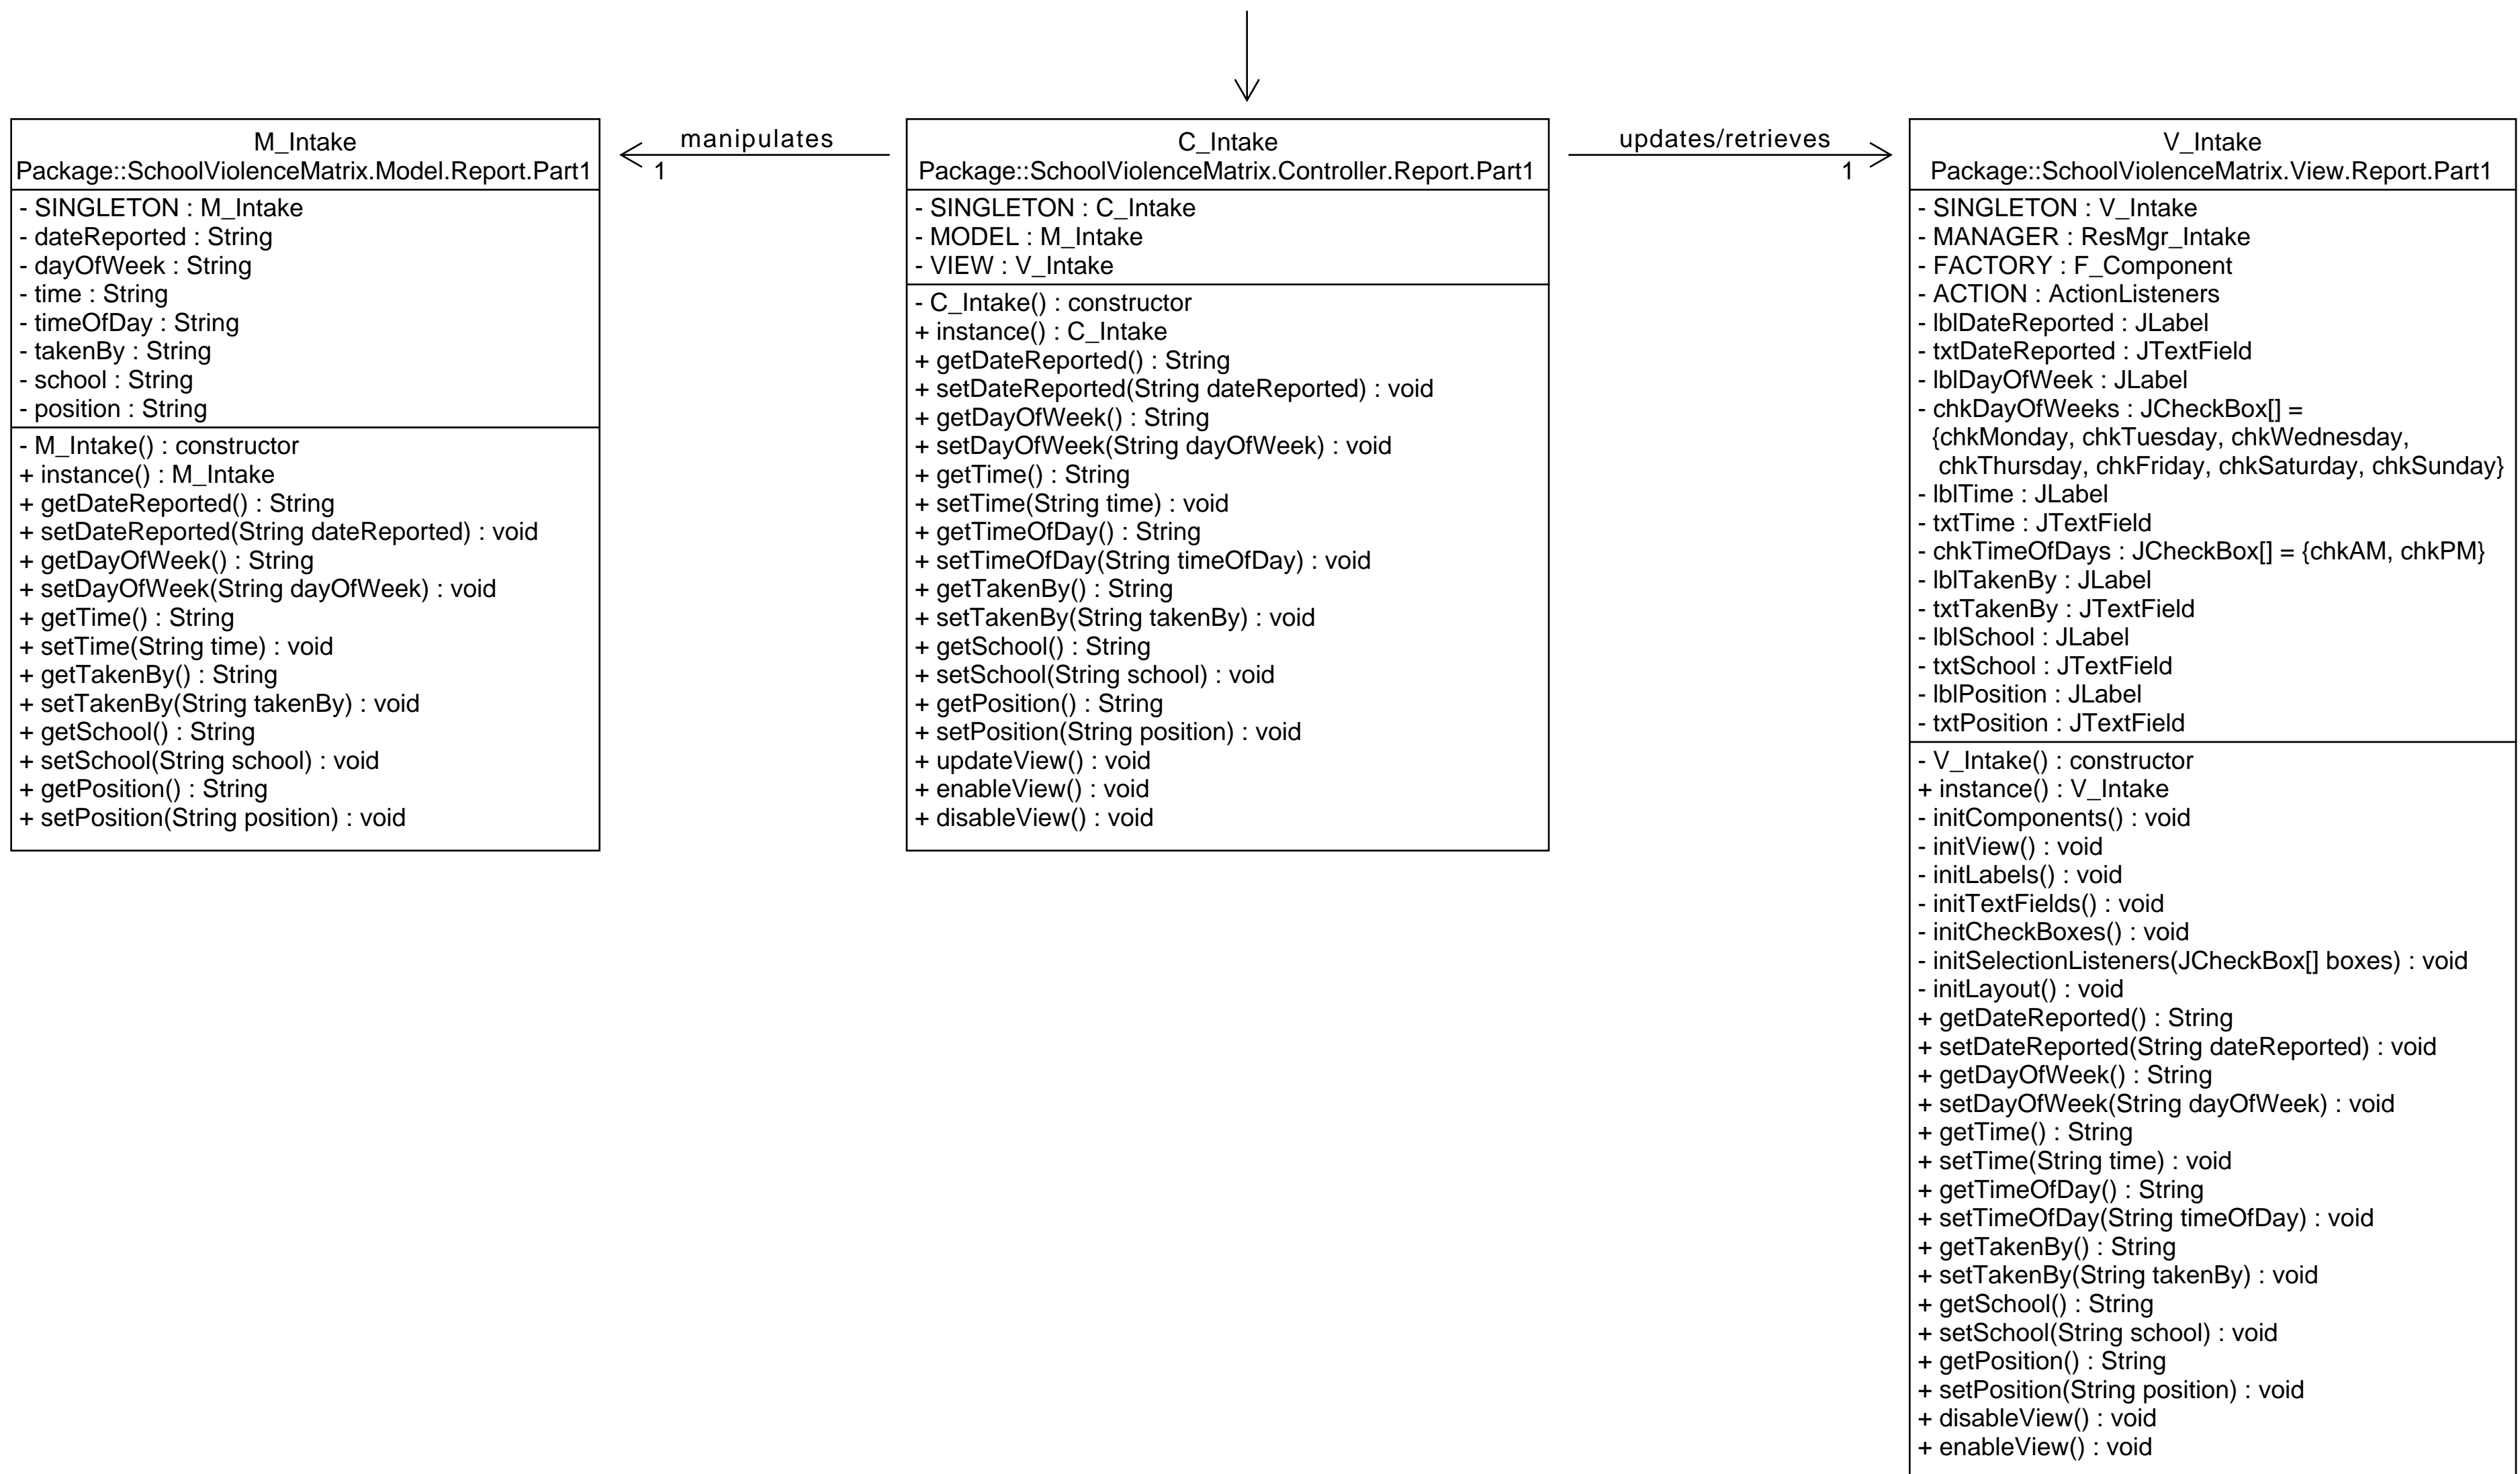 M_Intake
Package::SchoolViolenceMatrix.Model.Report.Part1
- SINGLETON : M_Intake
- dateReported : String
- dayOfWeek : String
- time : String
- timeOfDay : String
- takenBy : String
- school : String
- position : String
- M_Intake() : constructor
+ instance() : M_Intake
+ getDateReported() : String
+ setDateReported(String dateReported) : void
+ getDayOfWeek() : String
+ setDayOfWeek(String dayOfWeek) : void
+ getTime() : String
+ setTime(String time) : void
+ getTakenBy() : String
+ setTakenBy(String takenBy) : void
+ getSchool() : String
+ setSchool(String school) : void
+ getPosition() : String
+ setPosition(String position) : void
manipulates
1
C_Intake
Package::SchoolViolenceMatrix.Controller.Report.Part1
- SINGLETON : C_Intake
- MODEL : M_Intake
- VIEW : V_Intake
- C_Intake() : constructor
+ instance() : C_Intake
+ getDateReported() : String
+ setDateReported(String dateReported) : void
+ getDayOfWeek() : String
+ setDayOfWeek(String dayOfWeek) : void
+ getTime() : String
+ setTime(String time) : void
+ getTimeOfDay() : String
+ setTimeOfDay(String timeOfDay) : void
+ getTakenBy() : String
+ setTakenBy(String takenBy) : void
+ getSchool() : String
+ setSchool(String school) : void
+ getPosition() : String
+ setPosition(String position) : void
+ updateView() : void
+ enableView() : void
+ disableView() : void
updates/retrieves
1
V_Intake
Package::SchoolViolenceMatrix.View.Report.Part1
- SINGLETON : V_Intake
- MANAGER : ResMgr_Intake
- FACTORY : F_Component
- ACTION : ActionListeners
- lblDateReported : JLabel
- txtDateReported : JTextField
- lblDayOfWeek : JLabel
- chkDayOfWeeks : JCheckBox[] =
{chkMonday, chkTuesday, chkWednesday,
chkThursday, chkFriday, chkSaturday, chkSunday}
- lblTime : JLabel
- txtTime : JTextField
- chkTimeOfDays : JCheckBox[] = {chkAM, chkPM}
- lblTakenBy : JLabel
- txtTakenBy : JTextField
- lblSchool : JLabel
- txtSchool : JTextField
- lblPosition : JLabel
- txtPosition : JTextField
- V_Intake() : constructor
+ instance() : V_Intake
- initComponents() : void
- initView() : void
- initLabels() : void
- initTextFields() : void
- initCheckBoxes() : void
- initSelectionListeners(JCheckBox[] boxes) : void
- initLayout() : void
+ getDateReported() : String
+ setDateReported(String dateReported) : void
+ getDayOfWeek() : String
+ setDayOfWeek(String dayOfWeek) : void
+ getTime() : String
+ setTime(String time) : void
+ getTimeOfDay() : String
+ setTimeOfDay(String timeOfDay) : void
+ getTakenBy() : String
+ setTakenBy(String takenBy) : void
+ getSchool() : String
+ setSchool(String school) : void
+ getPosition() : String
+ setPosition(String position) : void
+ disableView() : void
+ enableView() : void